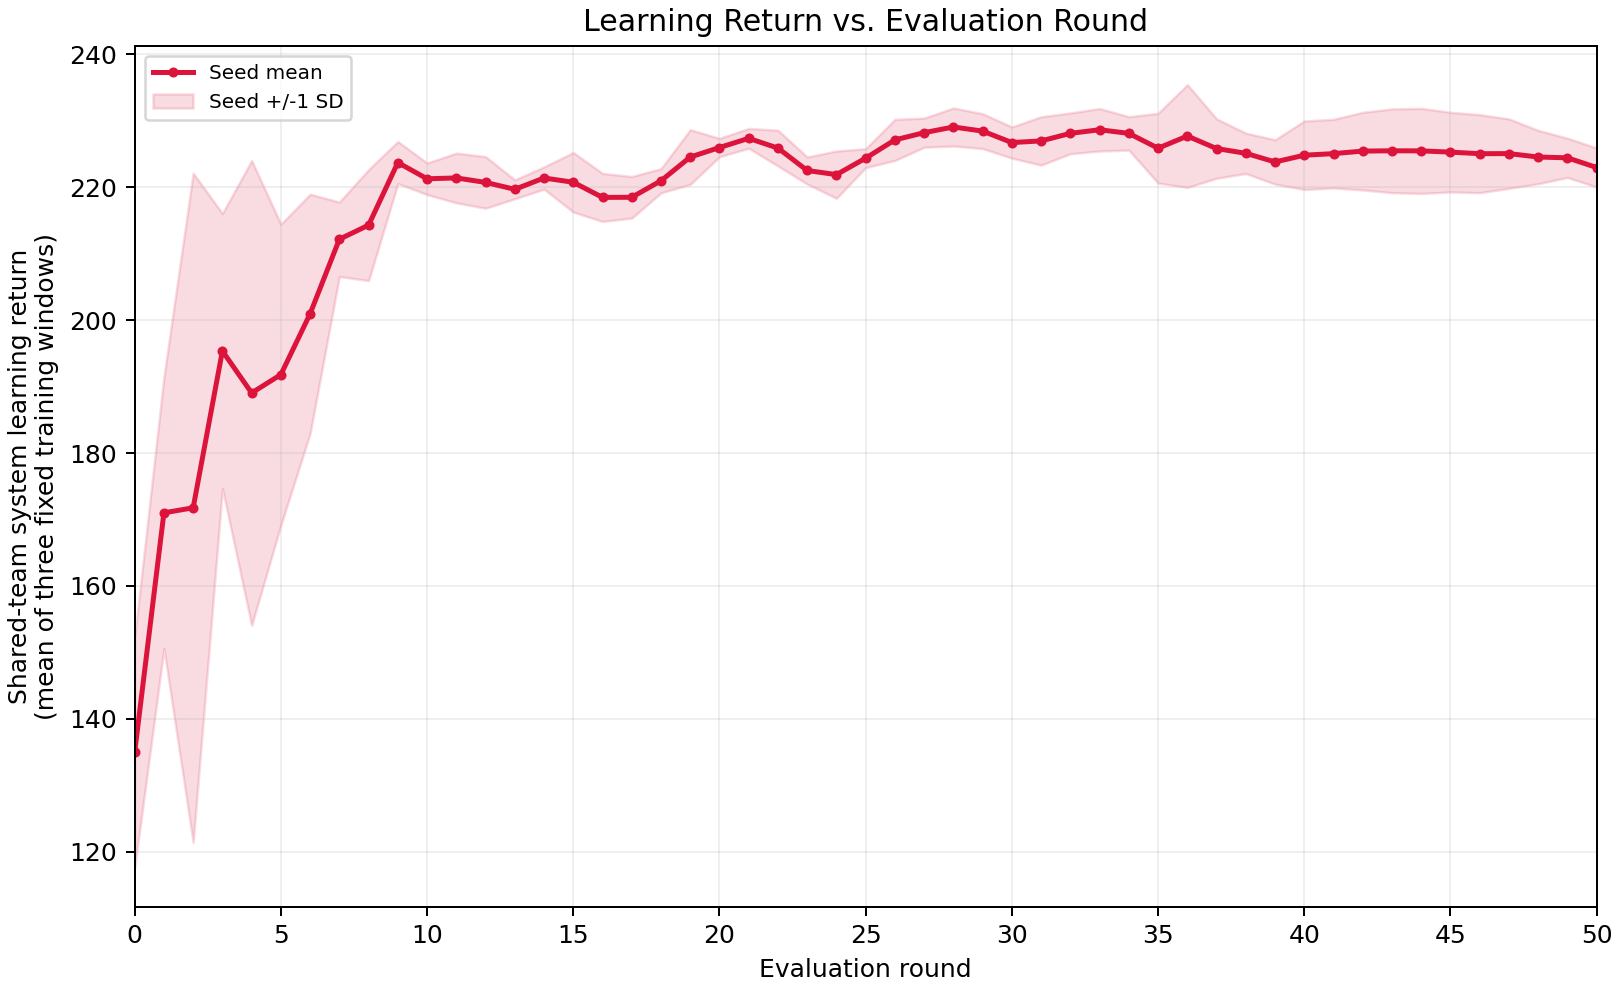 Learning Return vs. Evaluation Round
Seed mean
Seed +/-1 SD
Shared-team system learning return
(mean of three fixed training windows)
240
220
200
180
160
140
120
0 5 10 15 20 25 30 35 40 45 50
Evaluation round